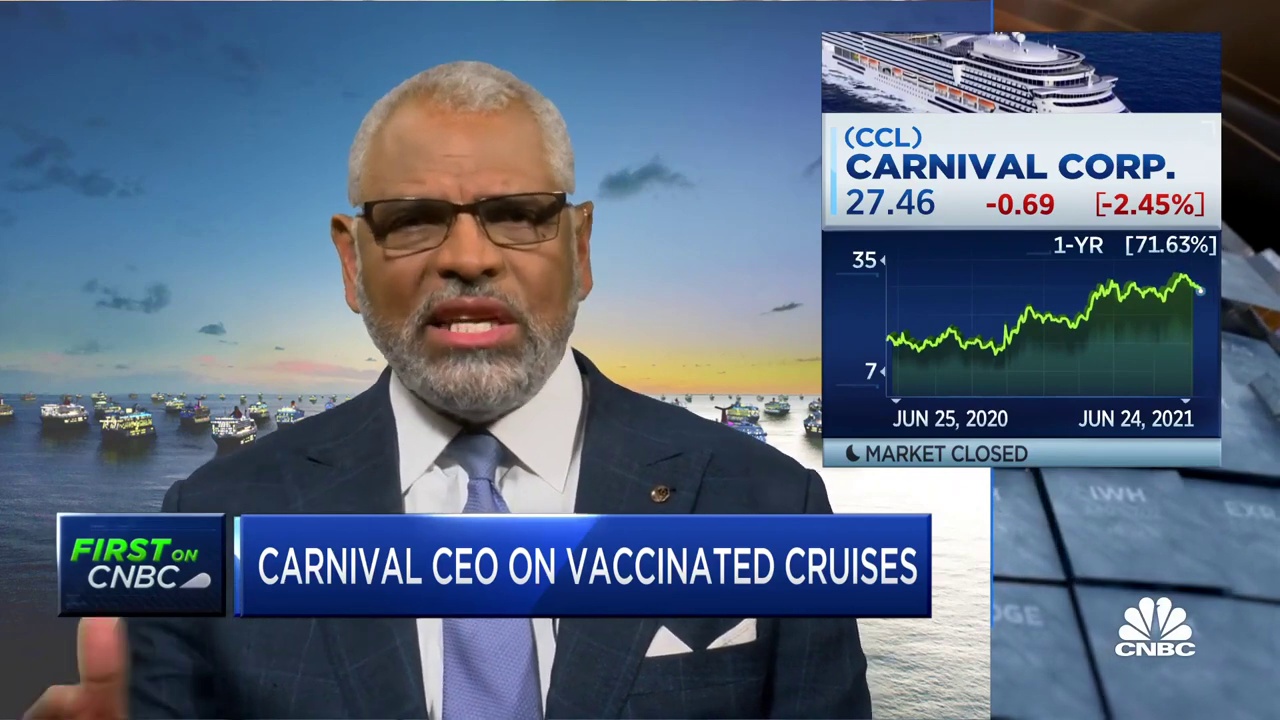 (CCL)
CARNIVAL CORP.
27.46 -0.69 [-2.45%]
1-YR [71.63%]
35
7
JUN 25, 2020 JUN 24, 2021
MARKET CLOSED
FIRST ON
CNBC
CARNIVAL CEO ON VACCINATED CRUISES
IWH
CNBC